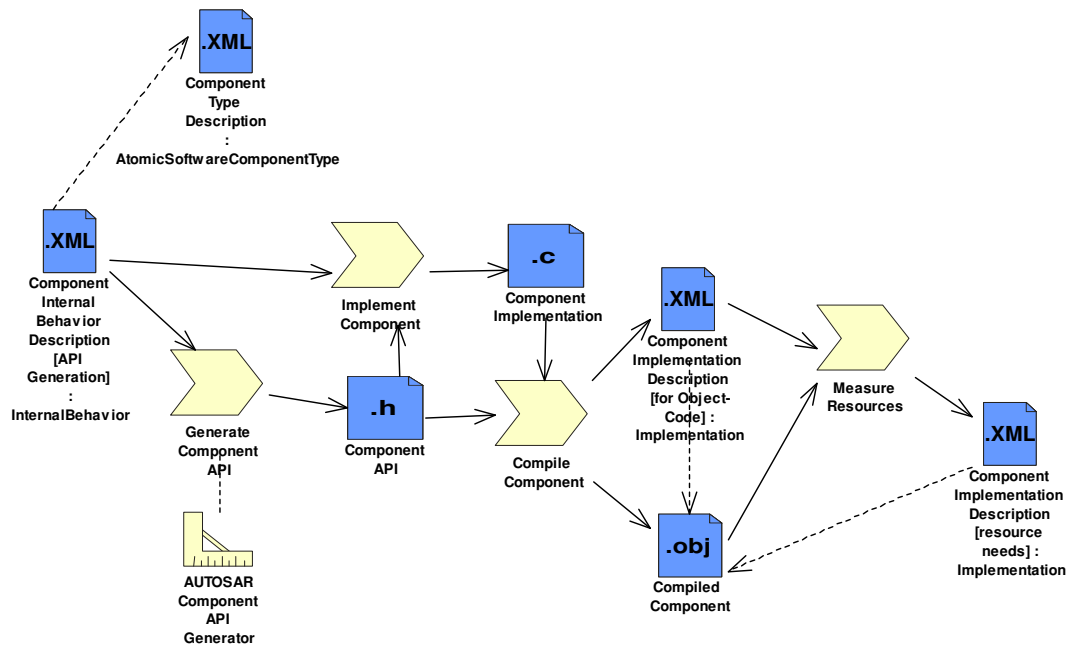 .XML
Component
Type
Description
:
AtomicSoftwareComponentType
.XML
Component
Internal
Behavior
Description
[API
Generation]
:
InternalBehavior
Implement
Component
.c
Component
Implementation
Generate
Component
API
.h
Component
API
Compile
Component
.XML
Component
Implementation
Description
[for Object-
Code] :
Implementation
.obj
Compiled
Component
Measure
Resources
.XML
Component
Implementation
Description
[resource
needs] :
Implementation
AUTOSAR
Component
API
Generator